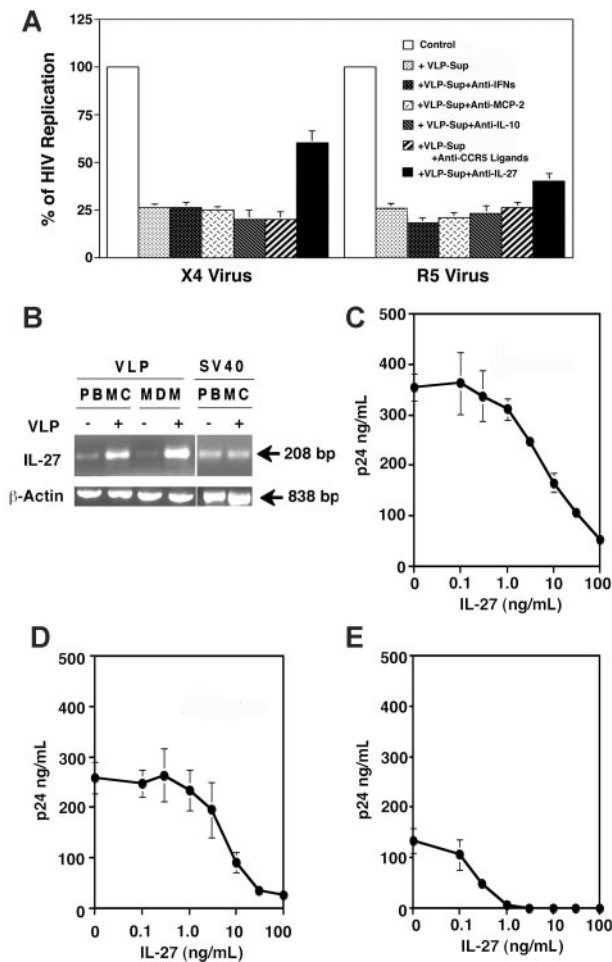 A
% of HIV Replication
100
75
50
25
0
Control
+ VLP-Sup
+VLP-Sup+Anti-IFNs
+VLP-Sup+Anti-MCP-2
+ VLP-Sup+Anti-IL-10
+VLP-Sup
+Anti-CCR5 Ligands
+VLP-Sup+Anti-IL-27
X4 Virus
R5 Virus
B
VLP SV40
PBMC MDM PBMC
VLP - + - + - +
IL-27 208 bp
β-Actin 838 bp
C
p24 ng/mL
500
400
300
200
100
0
0 0.1 1.0 10 100
IL-27 (ng/mL)
D
p24 ng/mL
500
400
300
200
100
0
0 0.1 1.0 10 100
IL-27 (ng/mL)
E
p24 ng/mL
500
400
300
200
100
0
0 0.1 1.0 10 100
IL-27 (ng/mL)